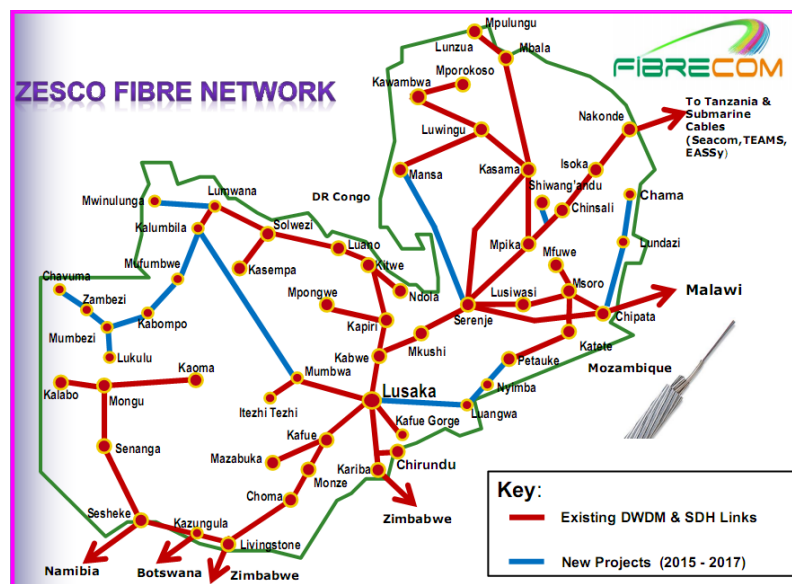 ZESCO FIBRE NETWORK
FIBRECOM
Mpulungu
Lunzua
Mbala
Mporokoso
Kawambwa
To Tanzania &
Submarine
Cables
(Seacom,TEAMS,
EASSy)
Nakonde
Luwingu
Mansa
Kasama
Isoka
Shiwang'andu
Chinsali
Chama
DR Congo
Mwinulunga
Lumwana
Kalumbila
Solwezi
Luano
Kitwe
Mpika
Lundazi
Mfuwe
Mufumbwe
Kasempa
Chavuma
Zambezi
Mpongwe
Ndola
Lusiwasi
Msoro
Malawi
Kabompo
Kapiri
Serenje
Chipata
Mumbezi
Mkushi
Katete
Lukulu
Kabwe
Petauke
Mozambique
Kaoma
Mumbwa
Nyimba
Kalabo
Mongu
Lusaka
Itezhi Tezhi
Luangwa
Kafue Gorge
Kafue
Senanga
Mazabuka
Chirundu
Monze
Kariba
Choma
Zimbabwe
Sesheke
Kazungula
Livingstone
Namibia
Botswana
Zimbabwe
Key:
Existing DWDM & SDH Links
New Projects (2015 - 2017)